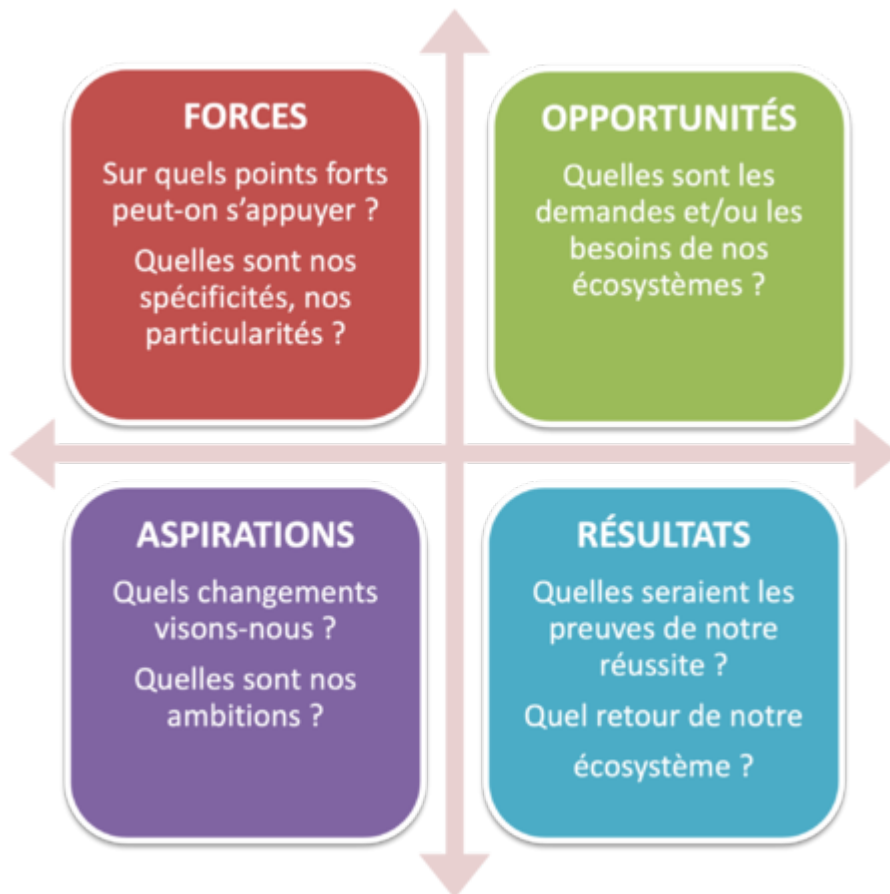 FORCES
Sur quels points forts
peut-on s’appuyer ?
Quelles sont nos
spécificités, nos
particularités ?
OPPORTUNITÉS
Quelles sont les
demandes et/ou les
besoins de nos
écosystèmes ?
ASPIRATIONS
Quels changements
visons-nous ?
Quelles sont nos
ambitions ?
RÉSULTATS
Quelles seraient les
preuves de notre
réussite ?
Quel retour de notre
écosystème ?